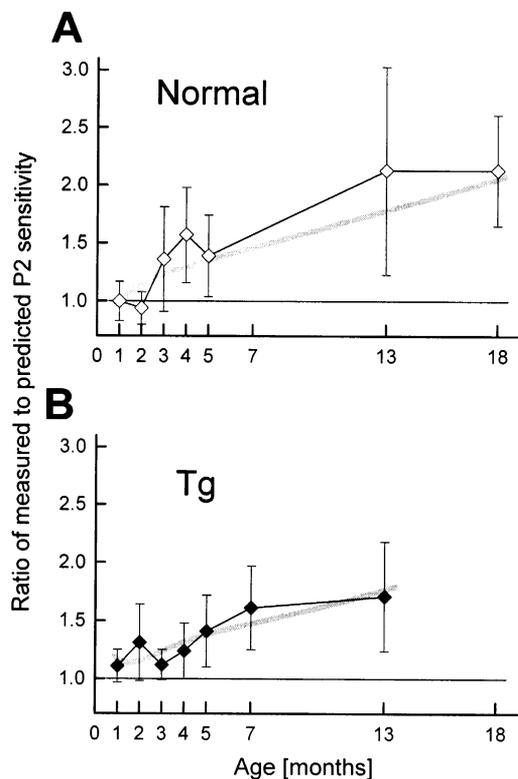 A
Normal
3.0
2.5
2.0
1.5
1.0
0 1 2 3 4 5 7 13 18
Ratio of measured to predicted P2 sensitivity
B
Tg
3.0
2.5
2.0
1.5
1.0
0 1 2 3 4 5 7 13 18
Age [months]